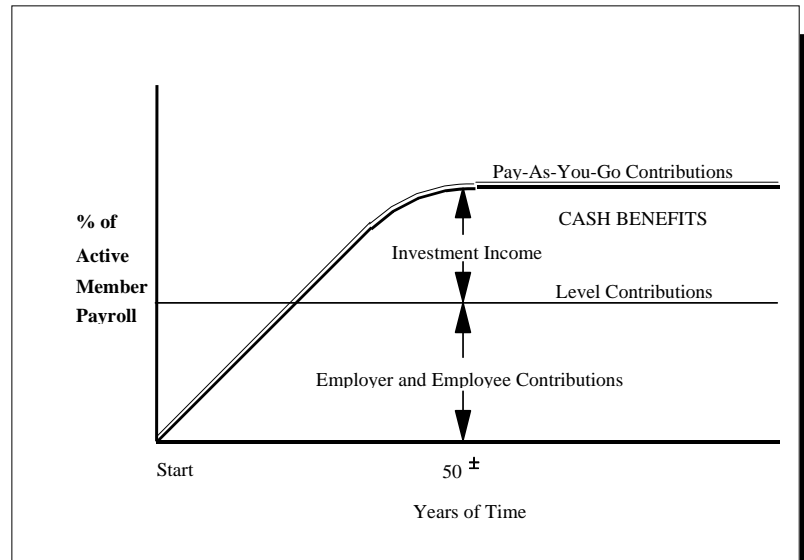 Pay-As-You-Go Contributions
% of
Active
Member
Payroll
CASH BENEFITS
Investment Income
Level Contributions
Employer and Employee Contributions
Start
50 ±
Years of Time